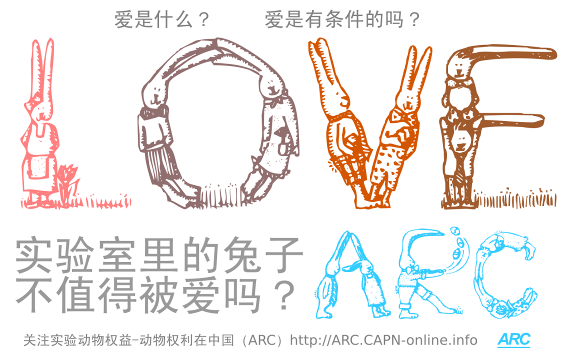 爱是什么？ 爱是有条件的吗？
LOVE
实验室里的兔子
不值得被爱吗？
ARC
关注实验动物权益-动物权利在中国（ARC）http://ARC.CAPN-online.info ARC